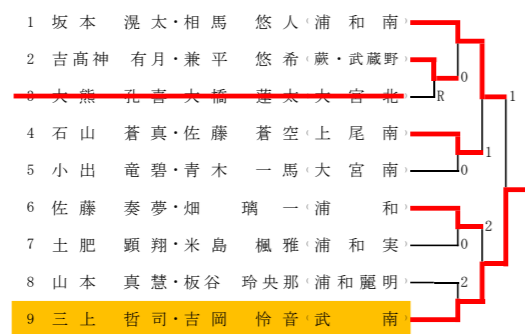 1 坂本 滉太・相馬 悠人(浦和南)
2 吉髙神 有月・兼平 悠希(蕨・武蔵野) 0
3 大熊 孔喜・大橋 蓮太(大宮北) R 1
4 石山 蒼真・佐藤 蒼空(上尾南) 1
5 小出 竜碧・青木 一馬(大宮南) 0
6 佐藤 奏夢・畑 璃一(浦和) 2
7 土肥 顕翔・米島 楓雅(浦和実) 0
8 山本 真慧・板谷 玲央那(浦和麗明) 2
9 三上 哲司・吉岡 怜音(武南)